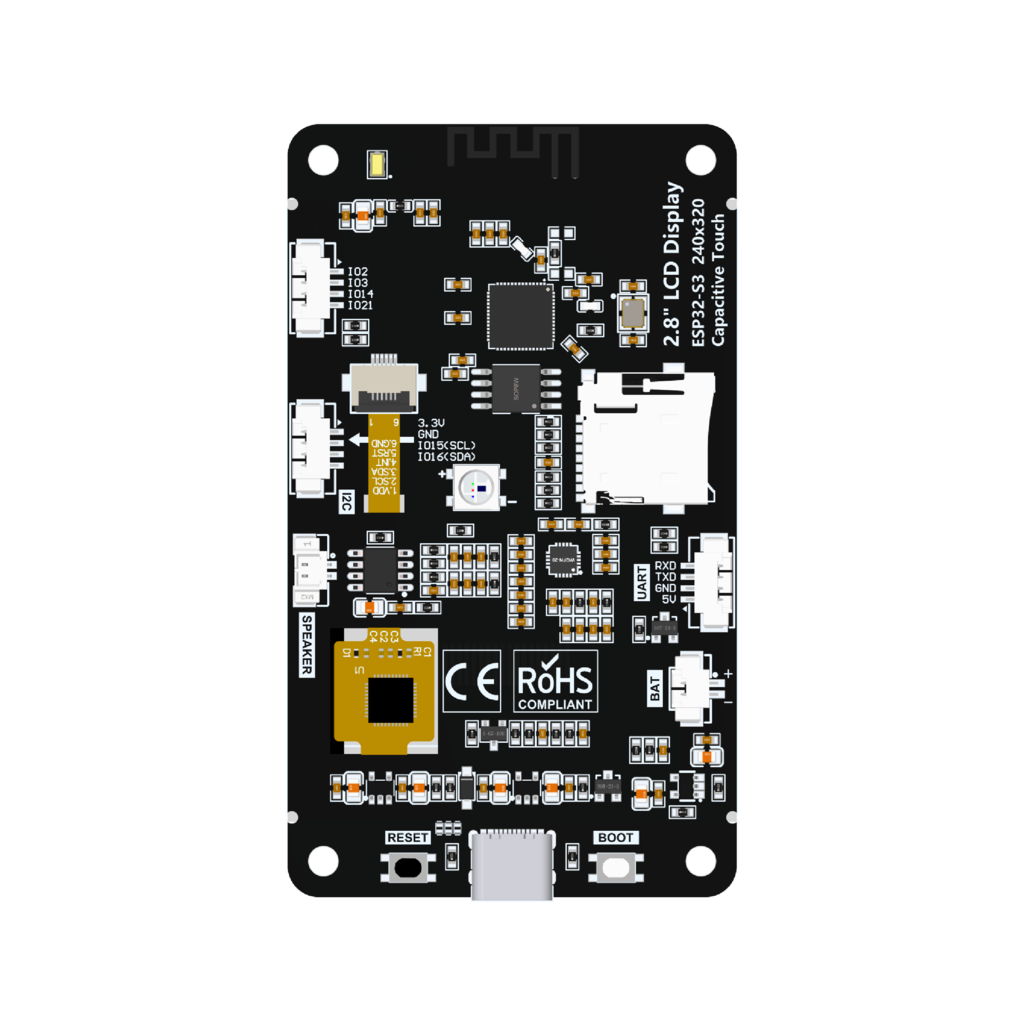 2.8" LCD Display
ESP32-S3 240x320
Capacitive Touch
IO2
IO3
IO14
IO21
1 6
6.GND
5.RST
4.INT
3.SDA
2.SCL
1.VDD
3.3V
GND
IO15(SCL)
IO16(SDA)
+
−
I2C
UART
RXD
TXD
GND
5V
SPEAKER
C3
C2
C4
C1
R1
D1
CE
RoHS
COMPLIANT
BAT
+
−
RESET
BOOT